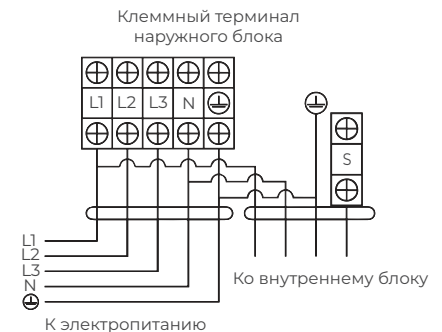 Клеммный терминал
наружного блока
L1 L2 L3 N
S
L1
L2
L3
N
Ко внутреннему блоку
К электропитанию